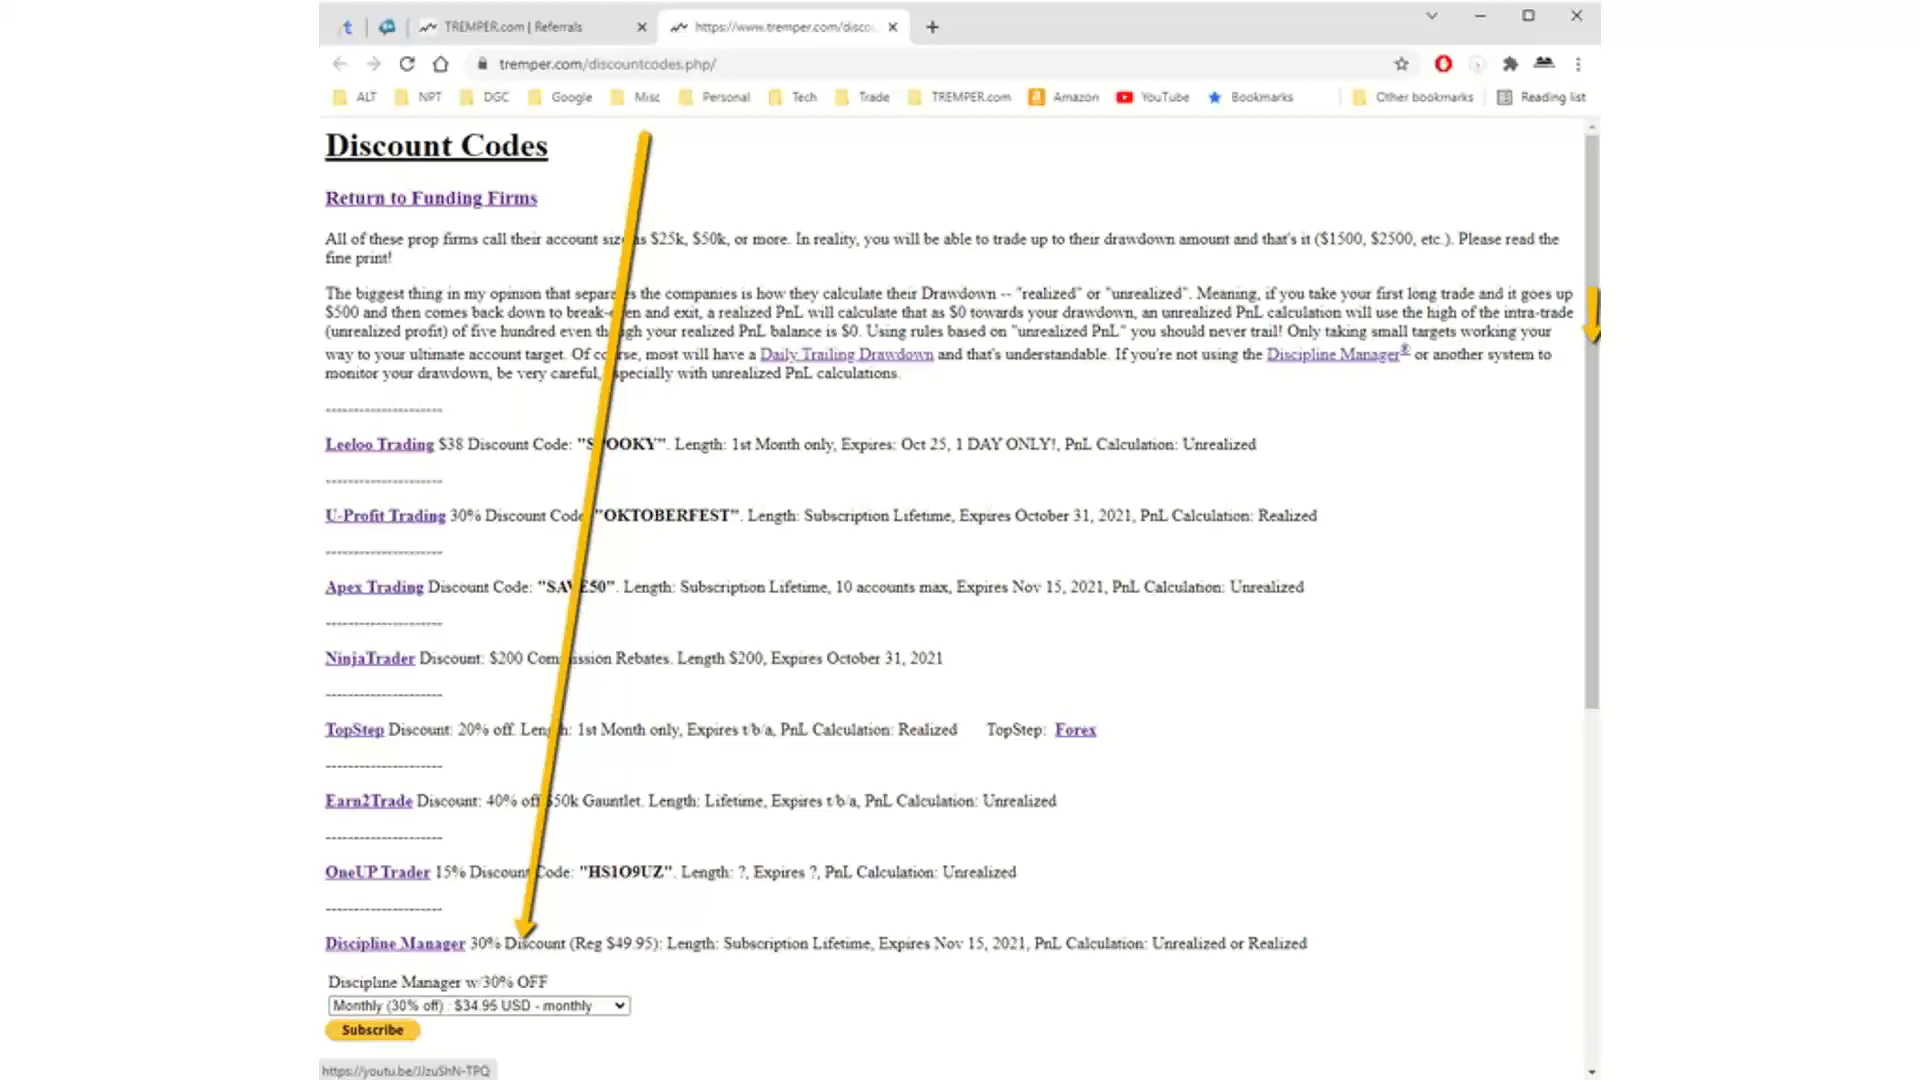 TREMPER.com | Referrals
https://www.tremper.com/disco
tremper.com/discountcodes.php/
ALT NPT DGC Google Misc Personal Tech Trade TREMPER.com Amazon YouTube Bookmarks Other bookmarks Reading list
Discount Codes
Return to Funding Firms
All of these prop firms call their account size as $25k, $50k, or more. In reality, you will be able to trade up to their drawdown amount and that's it ($1500, $2500, etc.). Please read the
fine print!
The biggest thing in my opinion that separates the companies is how they calculate their Drawdown -- "realized" or "unrealized". Meaning, if you take your first long trade and it goes up
$500 and then comes back down to break-even and exit, a realized PnL will calculate that as $0 towards your drawdown, an unrealized PnL calculation will use the high of the intra-trade
(unrealized profit) of five hundred even though your realized PnL balance is $0. Using rules based on "unrealized PnL" you should never trail! Only taking small targets working your
way to your ultimate account target. Of course, most will have a Daily Trailing Drawdown and that's understandable. If you're not using the Discipline Manager® or another system to
monitor your drawdown, be very careful, especially with unrealized PnL calculations.
---------------------
Leeloo Trading $38 Discount Code: "SPOOKY". Length: 1st Month only, Expires: Oct 25, 1 DAY ONLY!, PnL Calculation: Unrealized
---------------------
U-Profit Trading 30% Discount Code: "OKTOBERFEST". Length: Subscription Lifetime, Expires October 31, 2021, PnL Calculation: Realized
---------------------
Apex Trading Discount Code: "SAVE50". Length: Subscription Lifetime, 10 accounts max, Expires Nov 15, 2021, PnL Calculation: Unrealized
---------------------
NinjaTrader Discount: $200 Commission Rebates. Length $200, Expires October 31, 2021
---------------------
TopStep Discount: 20% off. Length: 1st Month only, Expires t/b/a, PnL Calculation: Realized TopStep: Forex
---------------------
Earn2Trade Discount: 40% off $50k Gauntlet. Length: Lifetime, Expires t/b/a, PnL Calculation: Unrealized
---------------------
OneUP Trader 15% Discount Code: "HS1O9UZ". Length: ?, Expires ?, PnL Calculation: Unrealized
---------------------
Discipline Manager 30% Discount (Reg $49.95): Length: Subscription Lifetime, Expires Nov 15, 2021, PnL Calculation: Unrealized or Realized
Discipline Manager w/30% OFF
Monthly (30% off) : $34.95 USD - monthly
Subscribe
https://youtu.be/JJzuShN-TPQ